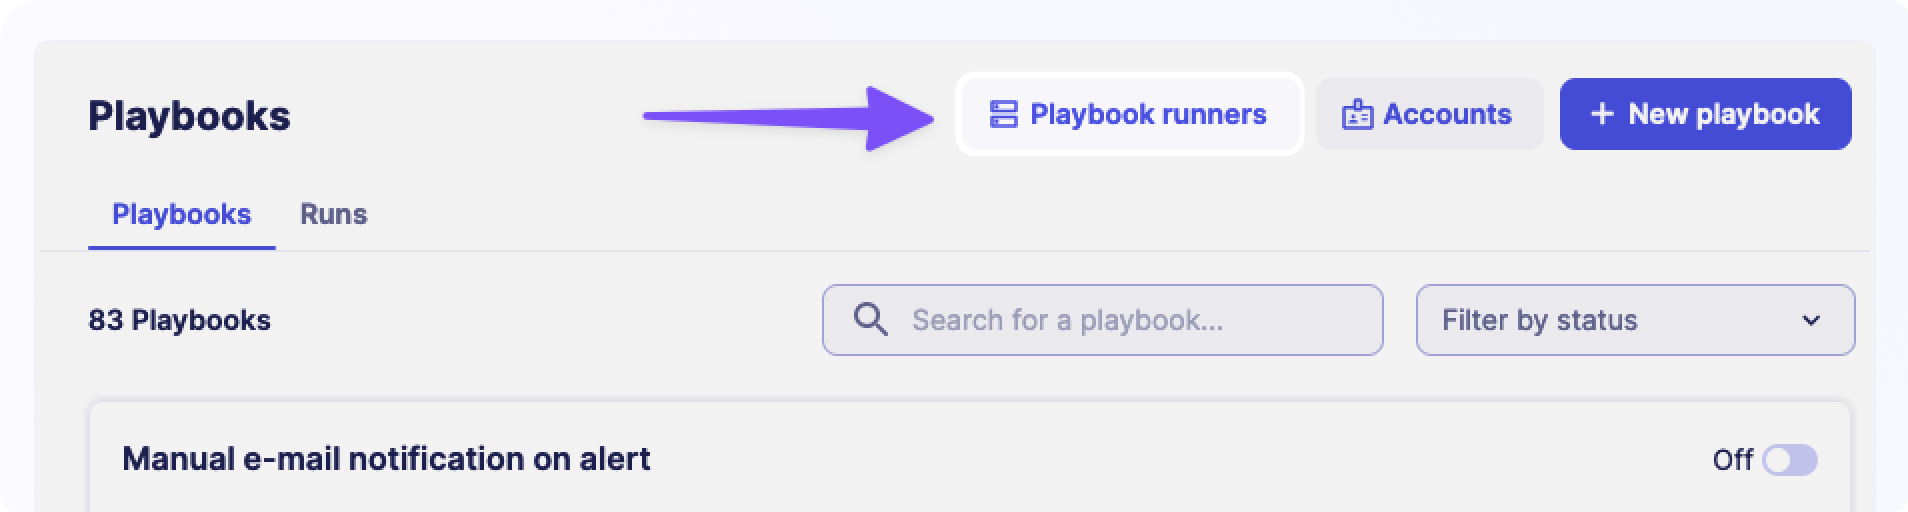 Playbooks
Playbook runners
Accounts
+ New playbook
Playbooks
Runs
83 Playbooks
Search for a playbook...
Filter by status
Manual e-mail notification on alert
Off